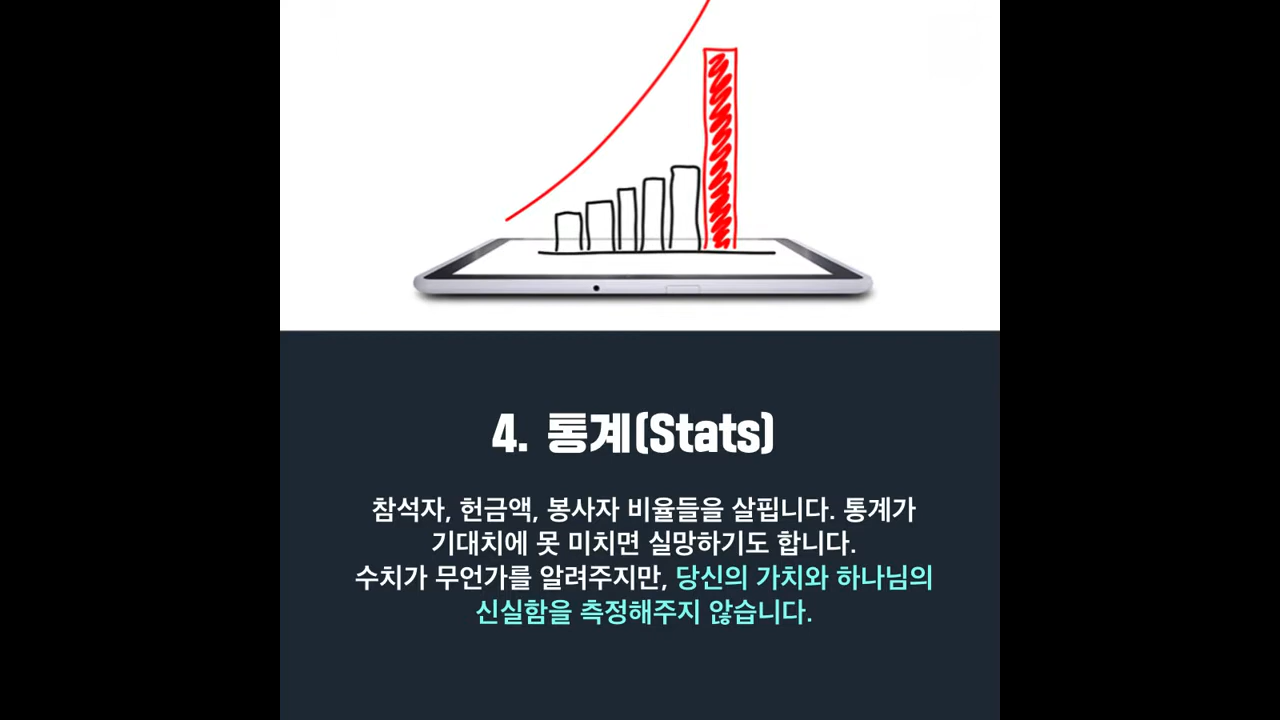 4. 통계(Stats)
참석자, 헌금액, 봉사자 비율들을 살핍니다. 통계가
기대치에 못 미치면 실망하기도 합니다.
수치가 무언가를 알려주지만, 당신의 가치와 하나님의
신실함을 측정해주지 않습니다.